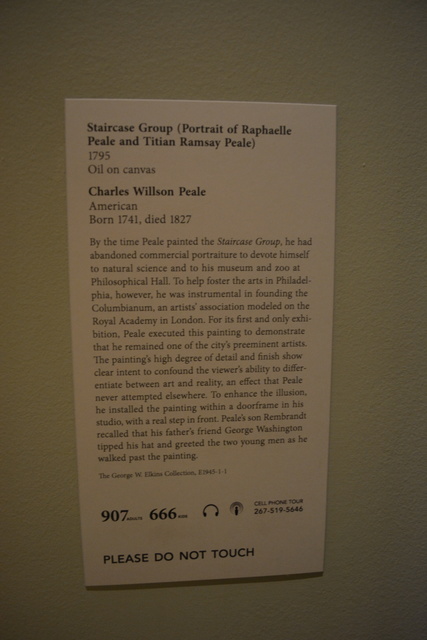 Staircase Group (Portrait of Raphaelle
Peale and Titian Ramsay Peale)
1795
Oil on canvas
Charles Willson Peale
American
Born 1741, died 1827
By the time Peale painted the Staircase Group, he had
abandoned commercial portraiture to devote himself
to natural science and to his museum and zoo at
Philosophical Hall. To help foster the arts in Philadel-
phia, however, he was instrumental in founding the
Columbianum, an artists' association modeled on the
Royal Academy in London. For its first and only exhi-
bition, Peale executed this painting to demonstrate
that he remained one of the city's preeminent artists.
The painting's high degree of detail and finish show
clear intent to confound the viewer's ability to differ-
entiate between art and reality, an effect that Peale
never attempted elsewhere. To enhance the illusion,
he installed the painting within a doorframe in his
studio, with a real step in front. Peale's son Rembrandt
recalled that his father's friend George Washington
tipped his hat and greeted the two young men as he
walked past the painting.
The George W. Elkins Collection, E1945-1-1
907 ADULTS 666 KIDS CELL PHONE TOUR
267-519-5646
PLEASE DO NOT TOUCH